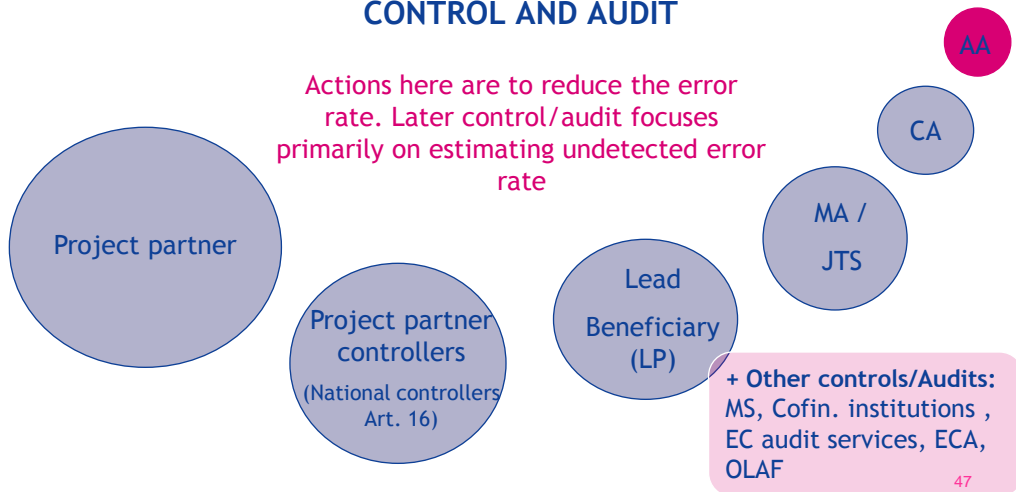 CONTROL AND AUDIT
AA
Actions here are to reduce the error
rate. Later control/audit focuses
primarily on estimating undetected error
rate
CA
Project partner
MA /
JTS
Project partner
controllers
(National controllers
Art. 16)
Lead
Beneficiary
(LP)
+ Other controls/Audits:
MS, Cofin. institutions ,
EC audit services, ECA,
OLAF
47